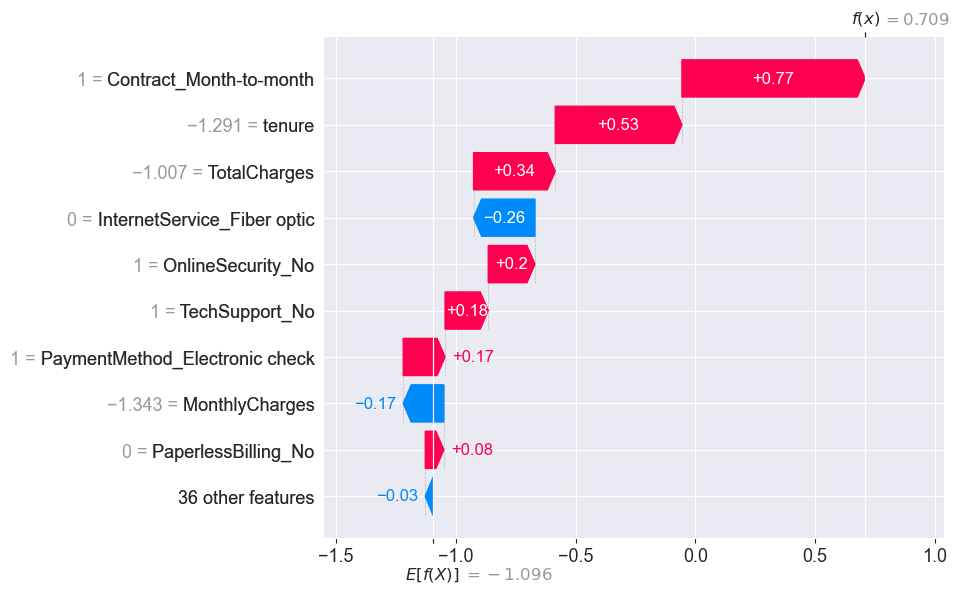 f(x) = 0.709
1 = Contract_Month-to-month
+0.77
−1.291 = tenure
+0.53
−1.007 = TotalCharges
+0.34
0 = InternetService_Fiber optic
−0.26
1 = OnlineSecurity_No
+0.2
1 = TechSupport_No
+0.18
1 = PaymentMethod_Electronic check
+0.17
−1.343 = MonthlyCharges
−0.17
0 = PaperlessBilling_No
+0.08
36 other features
−0.03
−1.5 −1.0 −0.5 0.0 0.5 1.0
E[f(X)] = −1.096